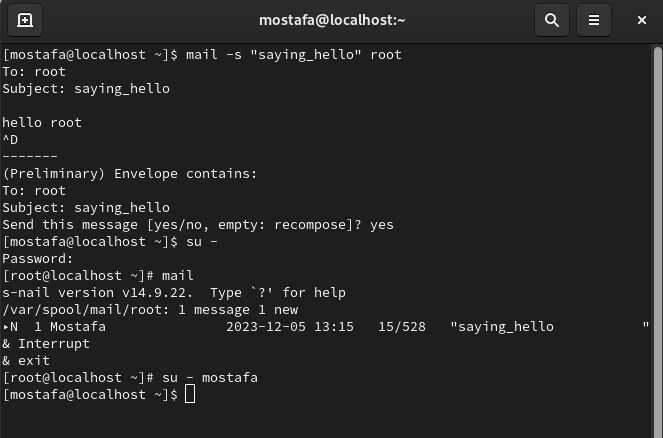 mostafa@localhost:~
[mostafa@localhost ~]$ mail -s "saying_hello" root
To: root
Subject: saying_hello
hello root
^D
-------
(Preliminary) Envelope contains:
To: root
Subject: saying_hello
Send this message [yes/no, empty: recompose]? yes
[mostafa@localhost ~]$ su -
Password:
[root@localhost ~]# mail
s-nail version v14.9.22.  Type `?' for help
/var/spool/mail/root: 1 message 1 new
▸N  1 Mostafa               2023-12-05 13:15   15/528   "saying_hello           "
& Interrupt
& exit
[root@localhost ~]# su - mostafa
[mostafa@localhost ~]$